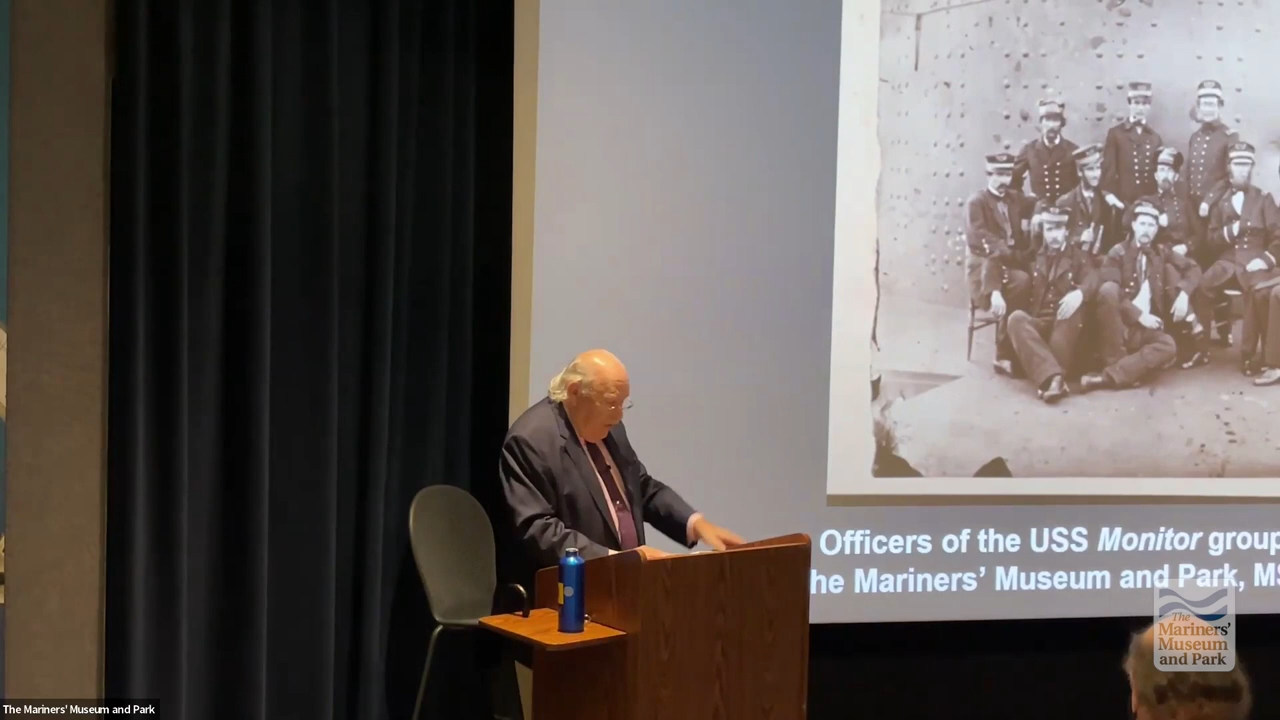 Officers of the USS Monitor group
he Mariners' Museum and Park, MS
The
Mariners'
Museum
and Park
The Mariners' Museum and Park